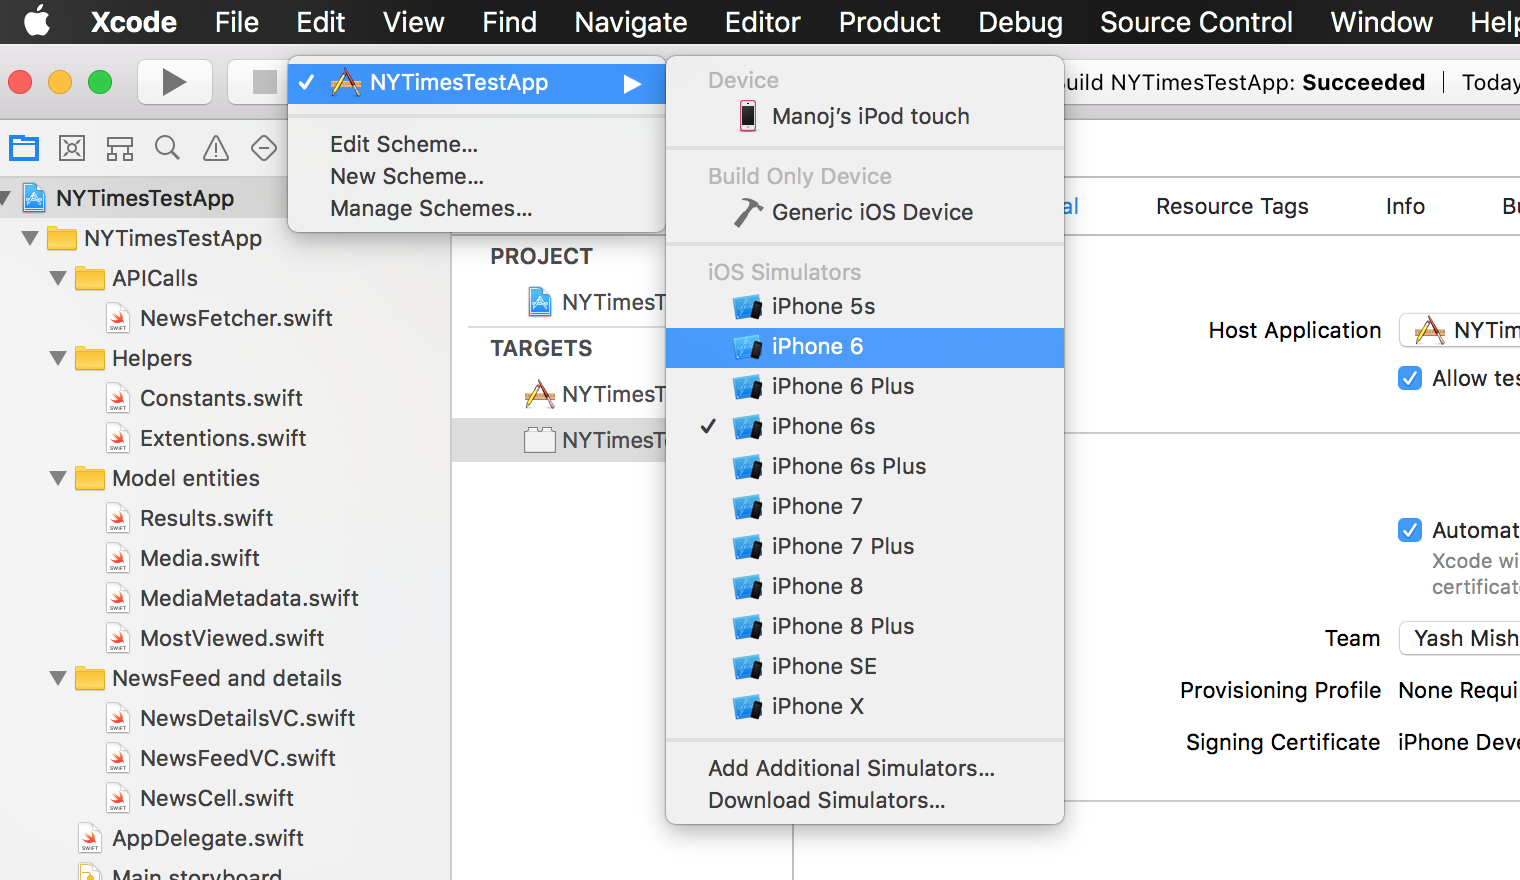 Xcode File Edit View Find Navigate Editor Product Debug Source Control Window Help
NYTimesTestApp
Edit Scheme...
New Scheme...
Manage Schemes...
Device
Manoj's iPod touch
Build Only Device
Generic iOS Device
iOS Simulators
iPhone 5s
iPhone 6
iPhone 6 Plus
iPhone 6s
iPhone 6s Plus
iPhone 7
iPhone 7 Plus
iPhone 8
iPhone 8 Plus
iPhone SE
iPhone X
Add Additional Simulators...
Download Simulators...
uild NYTimesTestApp: Succeeded | Today
NYTimesTestApp
NYTimesTestApp
APICalls
NewsFetcher.swift
Helpers
Constants.swift
Extentions.swift
Model entities
Results.swift
Media.swift
MediaMetadata.swift
MostViewed.swift
NewsFeed and details
NewsDetailsVC.swift
NewsFeedVC.swift
NewsCell.swift
AppDelegate.swift
Main.storyboard
PROJECT
NYTimesT
TARGETS
NYTimesT
NYTimesT
al Resource Tags Info Bu
Host Application NYTim
Allow tes
Automat
Xcode wi
certificate
Team Yash Mish
Provisioning Profile None Requi
Signing Certificate iPhone Deve